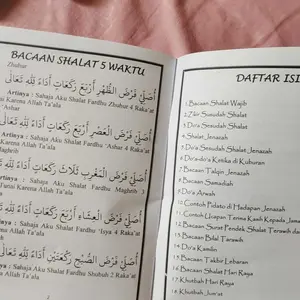 BACAAN SHALAT 5 WAKTU
Zhuhur
أُصَلِّى فَرْضَ الظُّهْرِ أَرْبَعَ رَكَعَاتٍ أَدَاءً لِلَّهِ تَعَالَى
Artinya : Sahaja Aku Shalat Fardhu Zhuhur 4 Raka'at
ini Karena Allah Ta'ala
أُصَلِّى فَرْضَ الْعَصْرِ أَرْبَعَ رَكَعَاتٍ أَدَاءً لِلَّهِ تَعَالَى
Artinya : Sahaja Aku Shalat Fardhu 'Ashar 4 Raka'at
Karena Allah Ta'ala
Maghrib
أُصَلِّى فَرْضَ الْمَغْرِبِ ثَلَاثَ رَكَعَاتٍ أَدَاءً لِلَّهِ تَعَالَى
: Sahaja Aku Shalat Fardhu Maghrib 3
Karena Allah Ta'ala
أُصَلِّى فَرْضَ الْعِشَاءِ أَرْبَعَ رَكَعَاتٍ أَدَاءً لِلَّهِ تَعَالَى
: Sahaja Aku Shalat Fardhu 'Isya 4 Raka'at
Allah Ta'ala
أُصَلِّى فَرْضَ الصُّبْحِ رَكْعَتَيْنِ أَدَاءً لِلَّهِ تَعَالَى
: Sahaja Aku Shalat Fardhu Shubuh 2 Raka'at
Ta'ala
DAFTAR ISI
1. Bacaan Shalat Wajib
2. Zikir Sesudah Shalat
3. Do'a Sesudah Shalat
4. Shalat Jenazah
5. Do'a Sesudah Shalat Jenazah
6. Do'a-do'a Ketika di Kuburan
7. Bacaan Talqin Jenazah
8. Bacaan Samadiah
9. Do'a Arwah
10. Contoh Pidato di Hadapan Jenazah
11. Contoh Ucapan Terima Kasih Kepada
12. Bacaan Surat Pendek Shalat Terawih
13. Bacaan Bilal Tarawih
14. Do'a Kamilin
15. Bacaan Takbir Lebaran
16. Bacaan Shalat Hari Raya
17. Khutbah Hari Raya
18. Khutbah Jum'at